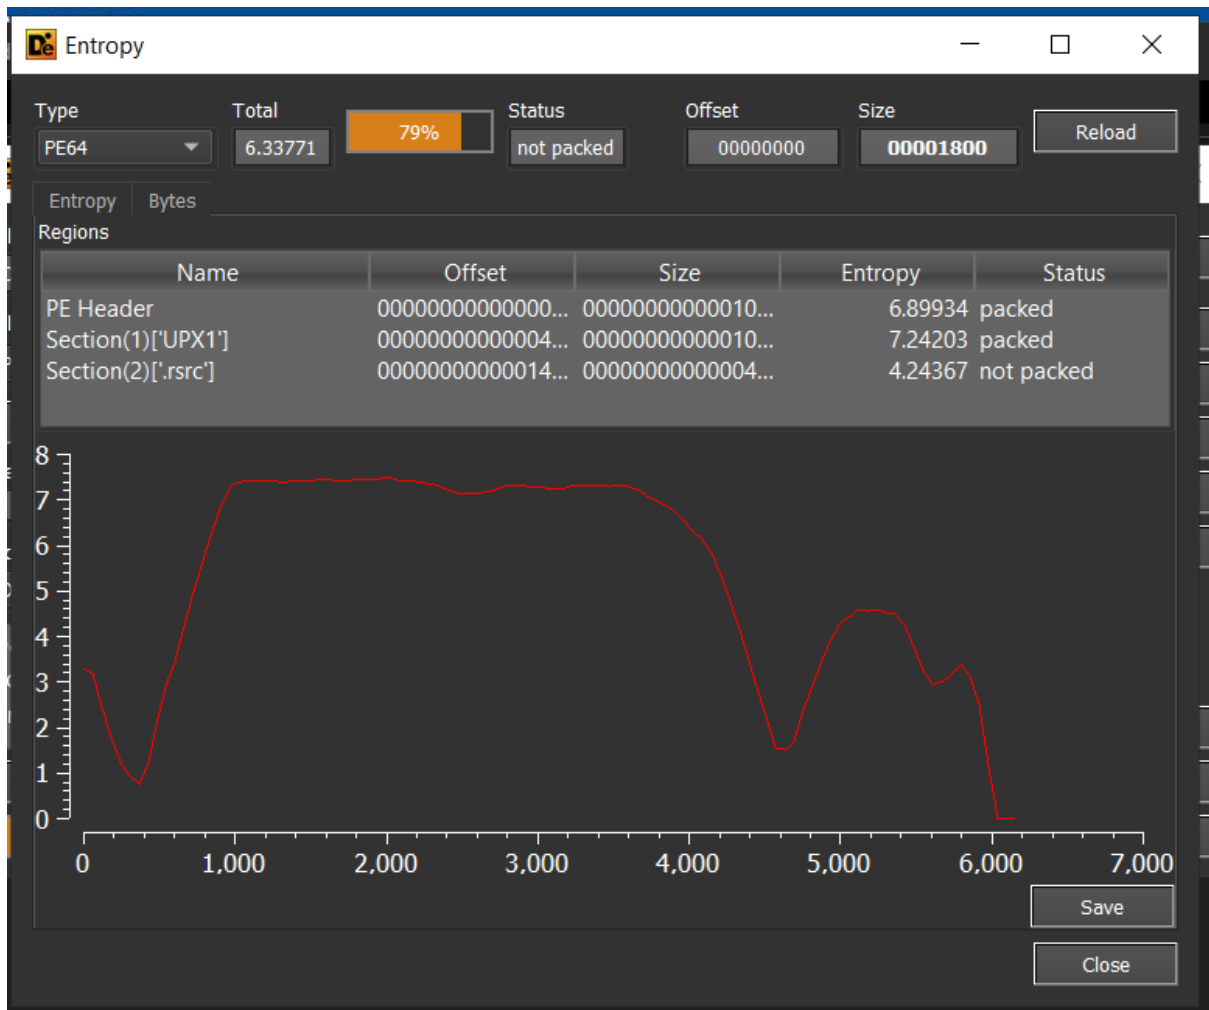 De Entropy
Type Total Status Offset Size
PE64 6.33771 79% not packed 00000000 00001800 Reload
Entropy Bytes
Regions
Name Offset Size Entropy Status
PE Header 00000000000000... 00000000000010... 6.89934 packed
Section(1)['UPX1'] 00000000000004... 00000000000010... 7.24203 packed
Section(2)['.rsrc'] 00000000000014... 00000000000004... 4.24367 not packed
8
7
6
5
4
3
2
1
0
0 1,000 2,000 3,000 4,000 5,000 6,000 7,000
Save
Close